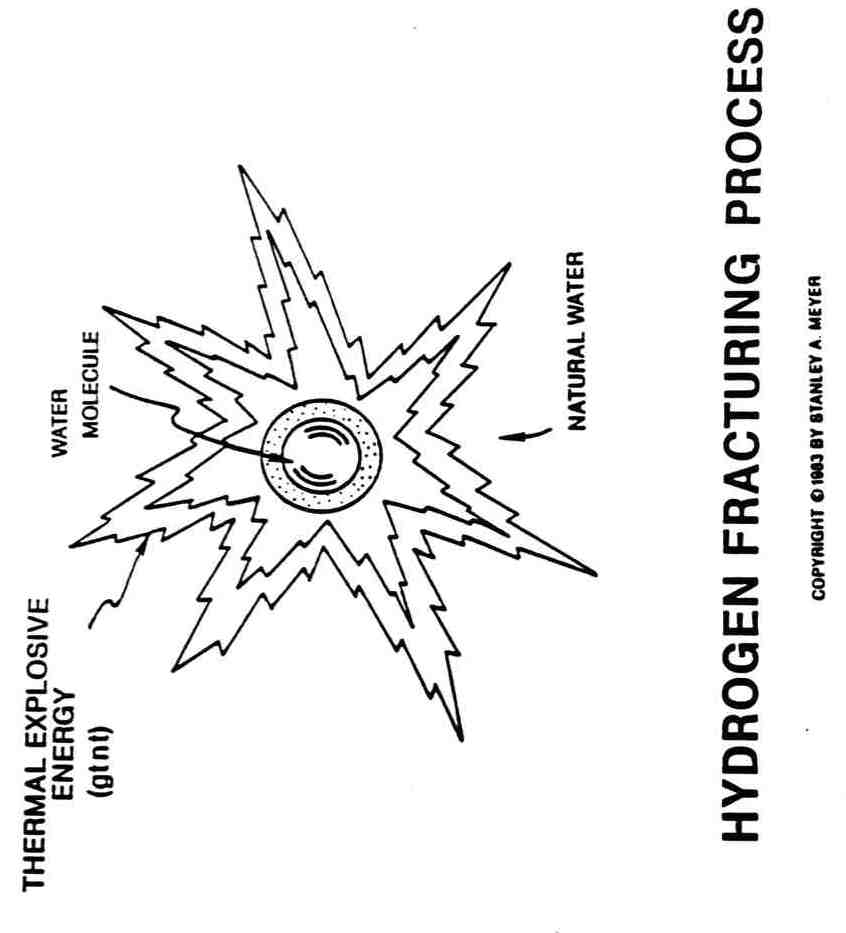 THERMAL EXPLOSIVE
ENERGY
(gtnt)
WATER
MOLECULE
NATURAL WATER
HYDROGEN FRACTURING PROCESS
COPYRIGHT © 1983 BY STANLEY A. MEYER